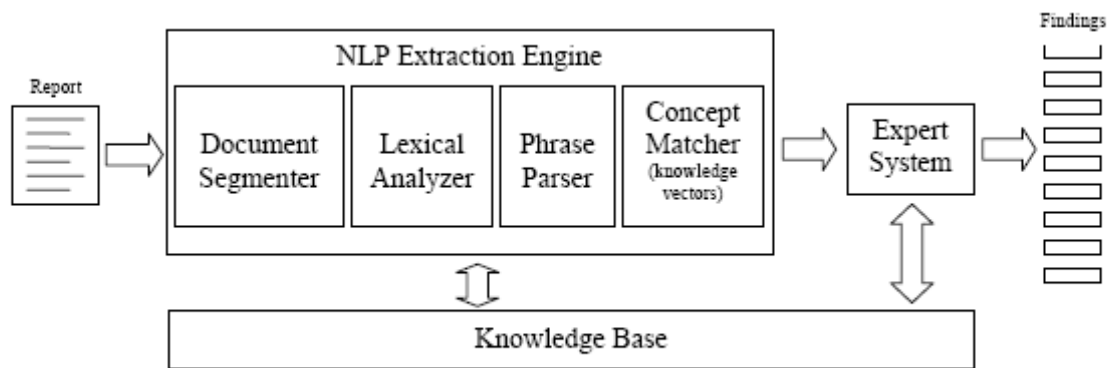 Findings
NLP Extraction Engine
Report
Document
Segmenter
Lexical
Analyzer
Phrase
Parser
Concept
Matcher
(knowledge
vectors)
Expert
System
Knowledge Base